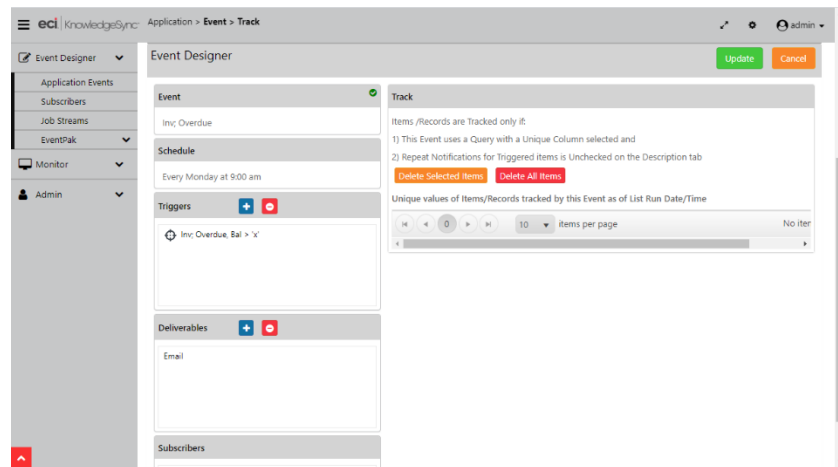 eci KnowledgeSync
Application > Event > Track
admin
Event Designer
Application Events
Subscribers
Job Streams
EventPak
Monitor
Admin
Event Designer
Update
Cancel
Event
Inv; Overdue
Schedule
Every Monday at 9:00 am
Triggers
Inv; Overdue, Bal > 'x'
Deliverables
Email
Subscribers
Track
Items /Records are Tracked only if:
1) This Event uses a Query with a Unique Column selected and
2) Repeat Notifications for Triggered items is Unchecked on the Description tab
Delete Selected Items
Delete All Items
Unique values of Items/Records tracked by this Event as of List Run Date/Time
0
10
items per page
No iter